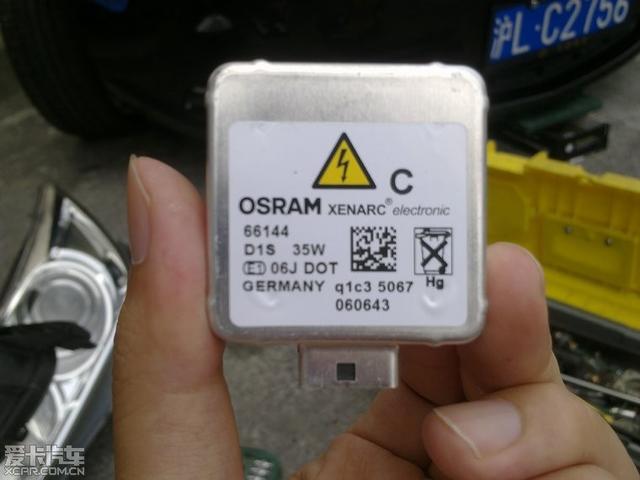 沪L·C2756
C
OSRAM XENARC® electronic
66144
D1S 35W
E1 06J DOT
Hg
GERMANY q1c3 5067
060643
爱卡汽车
XCAR.COM.CN